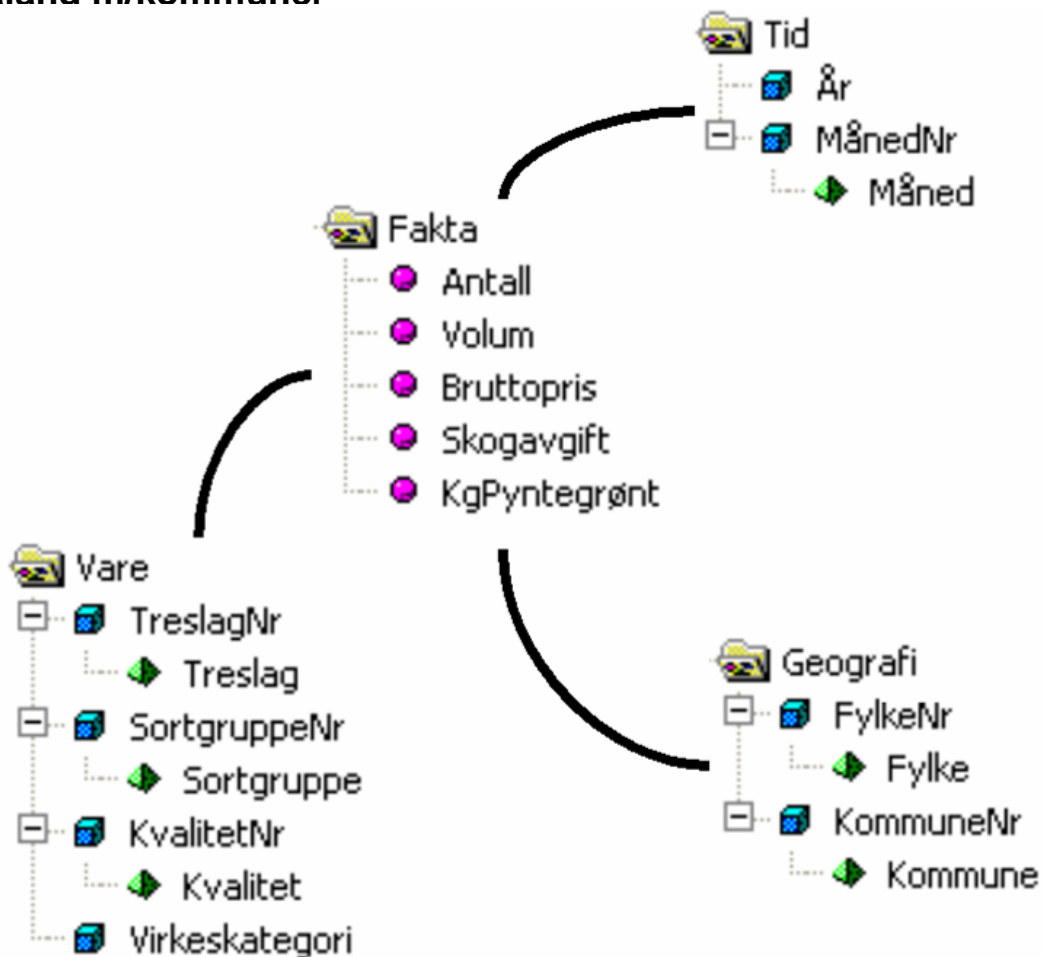 Tid
År
MånedNr
Måned
Fakta
Antall
Volum
Bruttopris
Skogavgift
KgPyntegrønt
Vare
TreslagNr
Treslag
SortgruppeNr
Sortgruppe
KvalitetNr
Kvalitet
Virkeskategori
Geografi
FylkeNr
Fylke
KommuneNr
Kommune